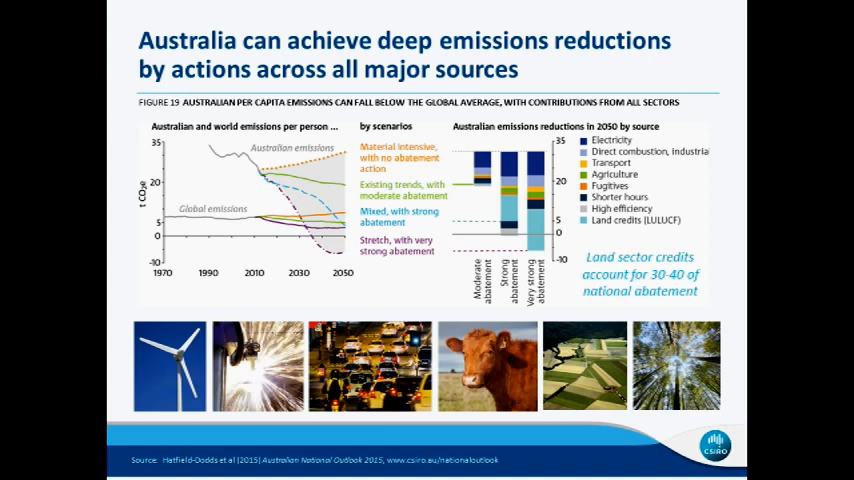 Australia can achieve deep emissions reductions
by actions across all major sources
FIGURE 19 AUSTRALIAN PER CAPITA EMISSIONS CAN FALL BELOW THE GLOBAL AVERAGE, WITH CONTRIBUTIONS FROM ALL SECTORS
Australian and world emissions per person ...
35
20
5
0
-10
t CO2e
Australian emissions
Global emissions
1970
1990
2010
2030
2050
by scenarios
Material intensive,
with no abatement
action
Existing trends, with
moderate abatement
Mixed, with strong
abatement
Stretch, with very
strong abatement
Australian emissions reductions in 2050 by source
35
20
5
0
-10
Moderate
abatement
Strong
abatement
Very strong
abatement
Electricity
Direct combustion, industrial
Transport
Agriculture
Fugitives
Shorter hours
High efficiency
Land credits (LULUCF)
Land sector credits
account for 30-40 of
national abatement
Source: Hatfield-Dodds et al (2015) Australian National Outlook 2015, www.csiro.au/nationaloutlook
CSIRO